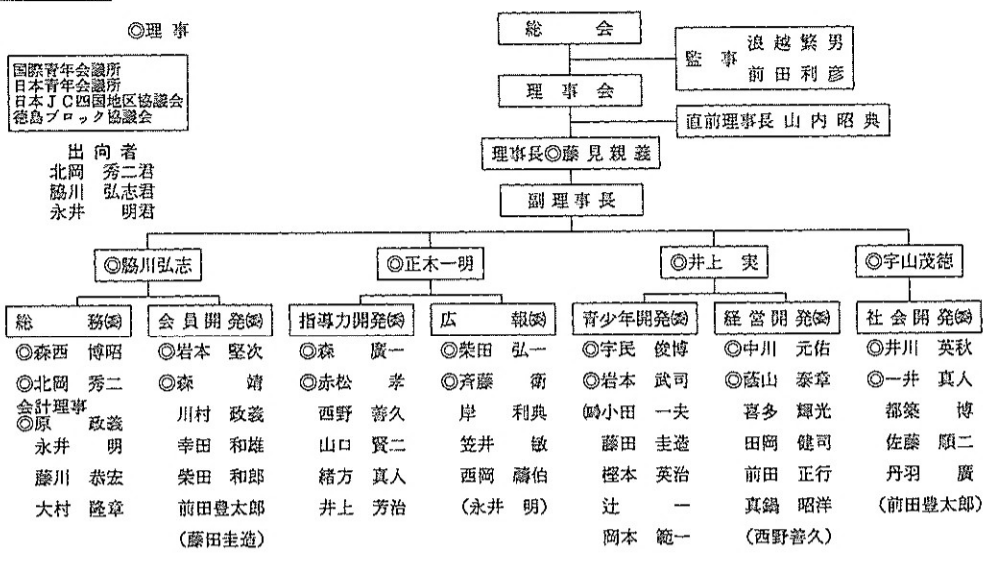 ◎理事
国際青年会議所
日本青年会議所
日本JC四国地区協議会
徳島ブロック協議会
出向者
北岡 秀二君
脇川 弘志君
永井 明君
総会
監事 浪越繁男
前田利彦
理事会
直前理事長 山内昭典
理事長◎藤見親義
副理事長
◎脇川弘志
◎正木一明
◎井上 実
◎宇山茂徳
総務(委)
◎森西 博昭
◎北岡 秀二
会計理事
◎原 政義
永井 明
藤川 恭宏
大村 隆章
会員開発(委)
◎岩本 堅次
◎森 靖
川村 政義
幸田 和雄
柴田 和郎
前田豊太郎
(藤田圭造)
指導力開発(委)
◎森 廣一
◎赤松 孝
西野 善久
山口 賢二
緒方 真人
井上 芳治
広報(委)
◎柴田 弘一
◎斉藤 衛
岸 利典
笠井 敏
西岡 禱伯
(永井 明)
青少年開発(委)
◎宇民 俊博
◎岩本 武司
小田 一夫
藤田 圭造
樫本 英治
辻 一
岡本 範一
経営開発(委)
◎中川 元佑
◎蔭山 泰章
喜多 輝光
田岡 健司
前田 正行
真鍋 昭洋
(西野善久)
社会開発(委)
◎井川 英秋
◎一井 真人
都築 博
佐藤 順二
丹羽 廣
(前田豊太郎)